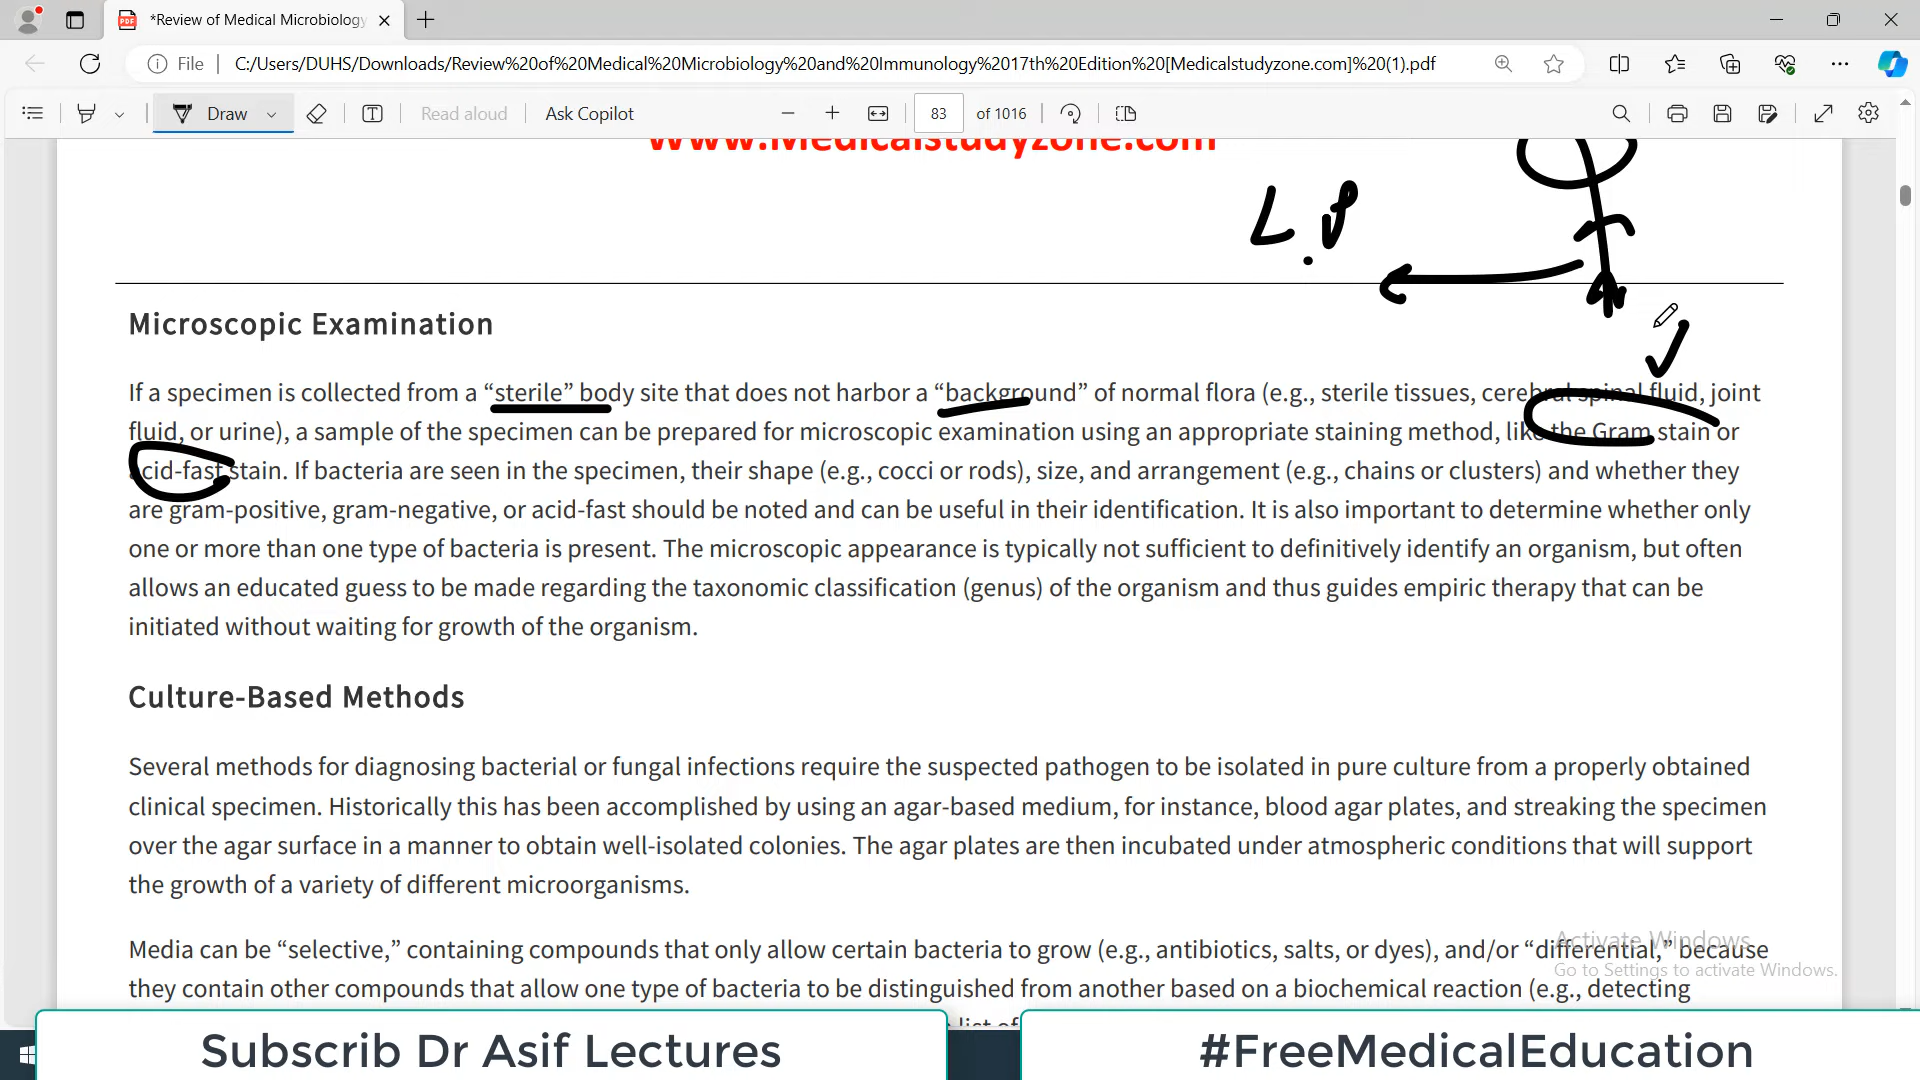 *Review of Medical Microbiology
File
C:/Users/DUHS/Downloads/Review%20of%20Medical%20Microbiology%20and%20Immunology%2017th%20Edition%20[Medicalstudyzone.com]%20(1).pdf
Draw
Read aloud
Ask Copilot
83
of 1016
www.Medicalstudyzone.com
L.P
Microscopic Examination
If a specimen is collected from a “sterile” body site that does not harbor a “background” of normal flora (e.g., sterile tissues, cerebral spinal fluid, joint
fluid, or urine), a sample of the specimen can be prepared for microscopic examination using an appropriate staining method, like the Gram stain or
acid-fast stain. If bacteria are seen in the specimen, their shape (e.g., cocci or rods), size, and arrangement (e.g., chains or clusters) and whether they
are gram-positive, gram-negative, or acid-fast should be noted and can be useful in their identification. It is also important to determine whether only
one or more than one type of bacteria is present. The microscopic appearance is typically not sufficient to definitively identify an organism, but often
allows an educated guess to be made regarding the taxonomic classification (genus) of the organism and thus guides empiric therapy that can be
initiated without waiting for growth of the organism.
Culture-Based Methods
Several methods for diagnosing bacterial or fungal infections require the suspected pathogen to be isolated in pure culture from a properly obtained
clinical specimen. Historically this has been accomplished by using an agar-based medium, for instance, blood agar plates, and streaking the specimen
over the agar surface in a manner to obtain well-isolated colonies. The agar plates are then incubated under atmospheric conditions that will support
the growth of a variety of different microorganisms.
Media can be “selective,” containing compounds that only allow certain bacteria to grow (e.g., antibiotics, salts, or dyes), and/or “differential,” because
they contain other compounds that allow one type of bacteria to be distinguished from another based on a biochemical reaction (e.g., detecting
list of
Activate Windows
Go to Settings to activate Windows.
Subscrib Dr Asif Lectures
#FreeMedicalEducation